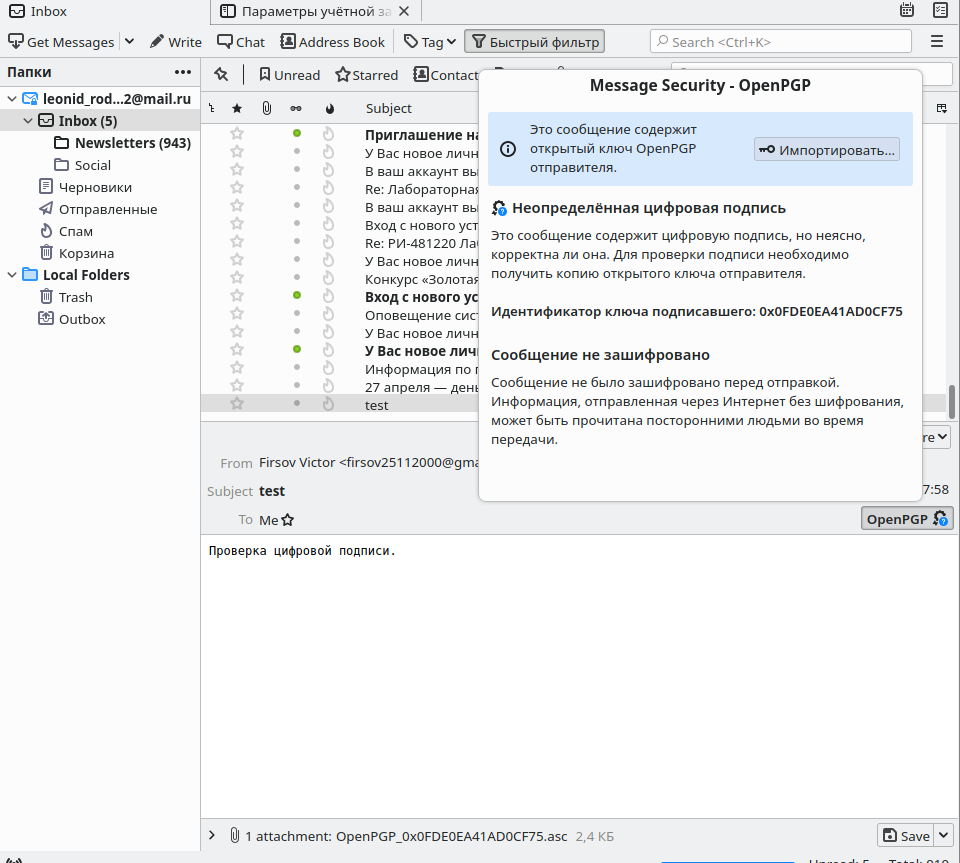 Inbox
Параметры учётной за
Get Messages
Write
Chat
Address Book
Tag
Быстрый фильтр
Search <Ctrl+K>
Папки
Unread
Starred
Contact
leonid_rod...2@mail.ru
Inbox (5)
Newsletters (943)
Social
Черновики
Отправленные
Спам
Корзина
Local Folders
Trash
Outbox
Subject
Приглашение на
У Вас новое личн
В ваш аккаунт вы
Re: Лабораторная
В ваш аккаунт вы
Вход с нового уст
Re: РИ-481220 Ла
У Вас новое личн
Конкурс «Золотая
Вход с нового ус
Оповещение сист
У Вас новое личн
У Вас новое личн
Информация по п
27 апреля — день
test
Message Security - OpenPGP
Это сообщение содержит
открытый ключ OpenPGP
отправителя.
Импортировать...
Неопределённая цифровая подпись
Это сообщение содержит цифровую подпись, но неясно,
корректна ли она. Для проверки подписи необходимо
получить копию открытого ключа отправителя.
Идентификатор ключа подписавшего: 0x0FDE0EA41AD0CF75
Сообщение не зашифровано
Сообщение не было зашифровано перед отправкой.
Информация, отправленная через Интернет без шифрования,
может быть прочитана посторонними людьми во время
передачи.
re
From Firsov Victor <firsov25112000@gma
Subject test
7:58
To Me
OpenPGP
Проверка цифровой подписи.
1 attachment: OpenPGP_0x0FDE0EA41AD0CF75.asc 2,4 КБ
Save